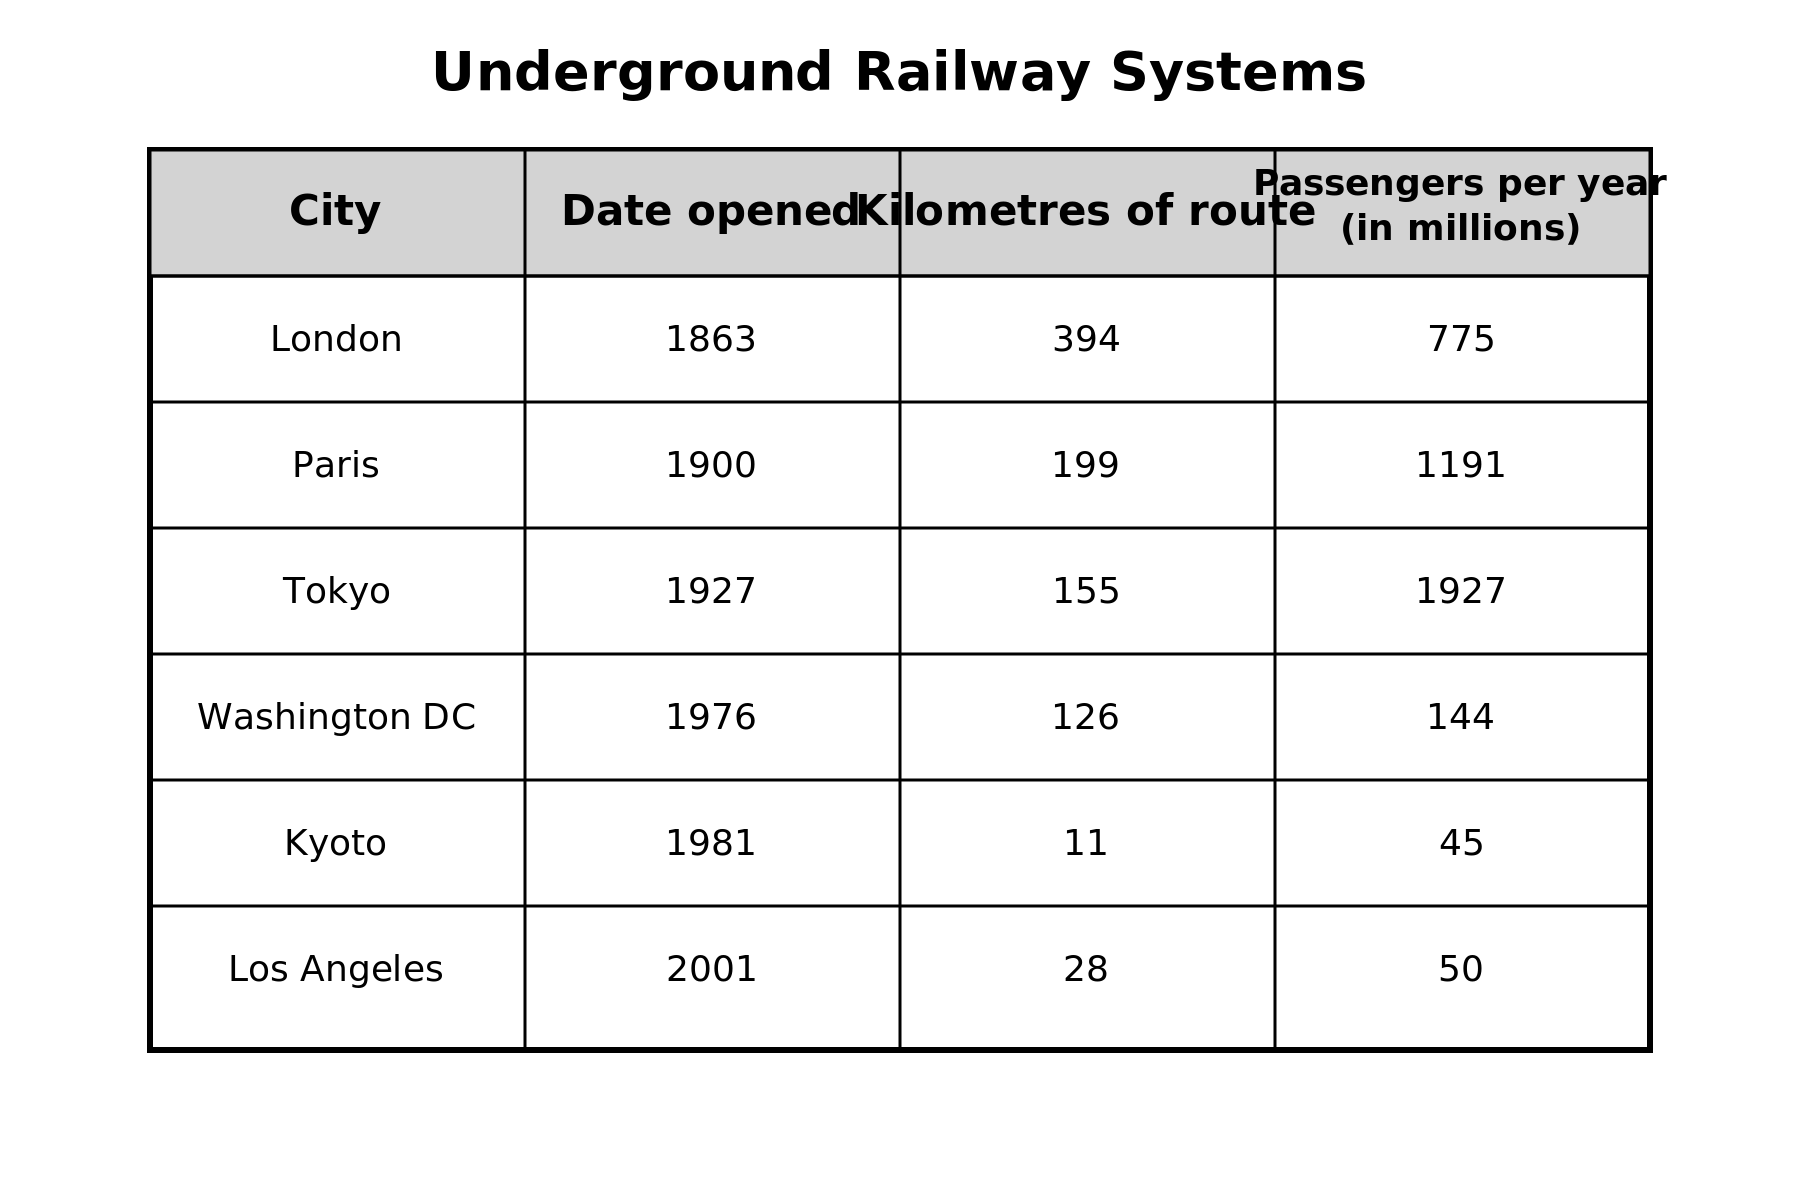 Underground Railway Systems
City Date opened Kilometres of route Passengers per year
(in millions)
London 1863 394 775
Paris 1900 199 1191
Tokyo 1927 155 1927
Washington DC 1976 126 144
Kyoto 1981 11 45
Los Angeles 2001 28 50